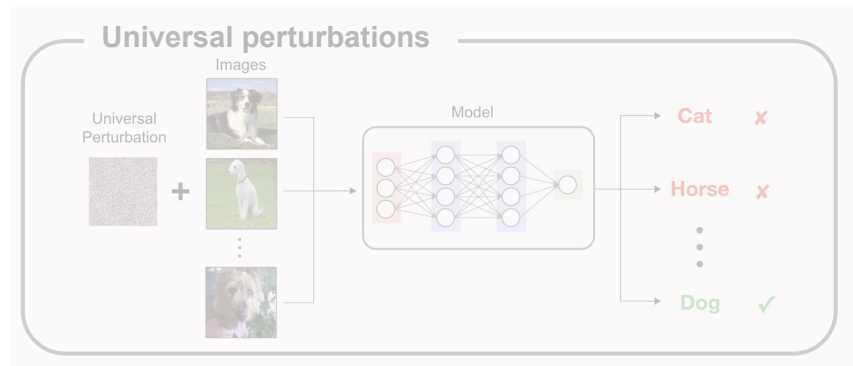 Universal perturbations
Images
Universal
Perturbation
Model
Cat
Horse
Dog